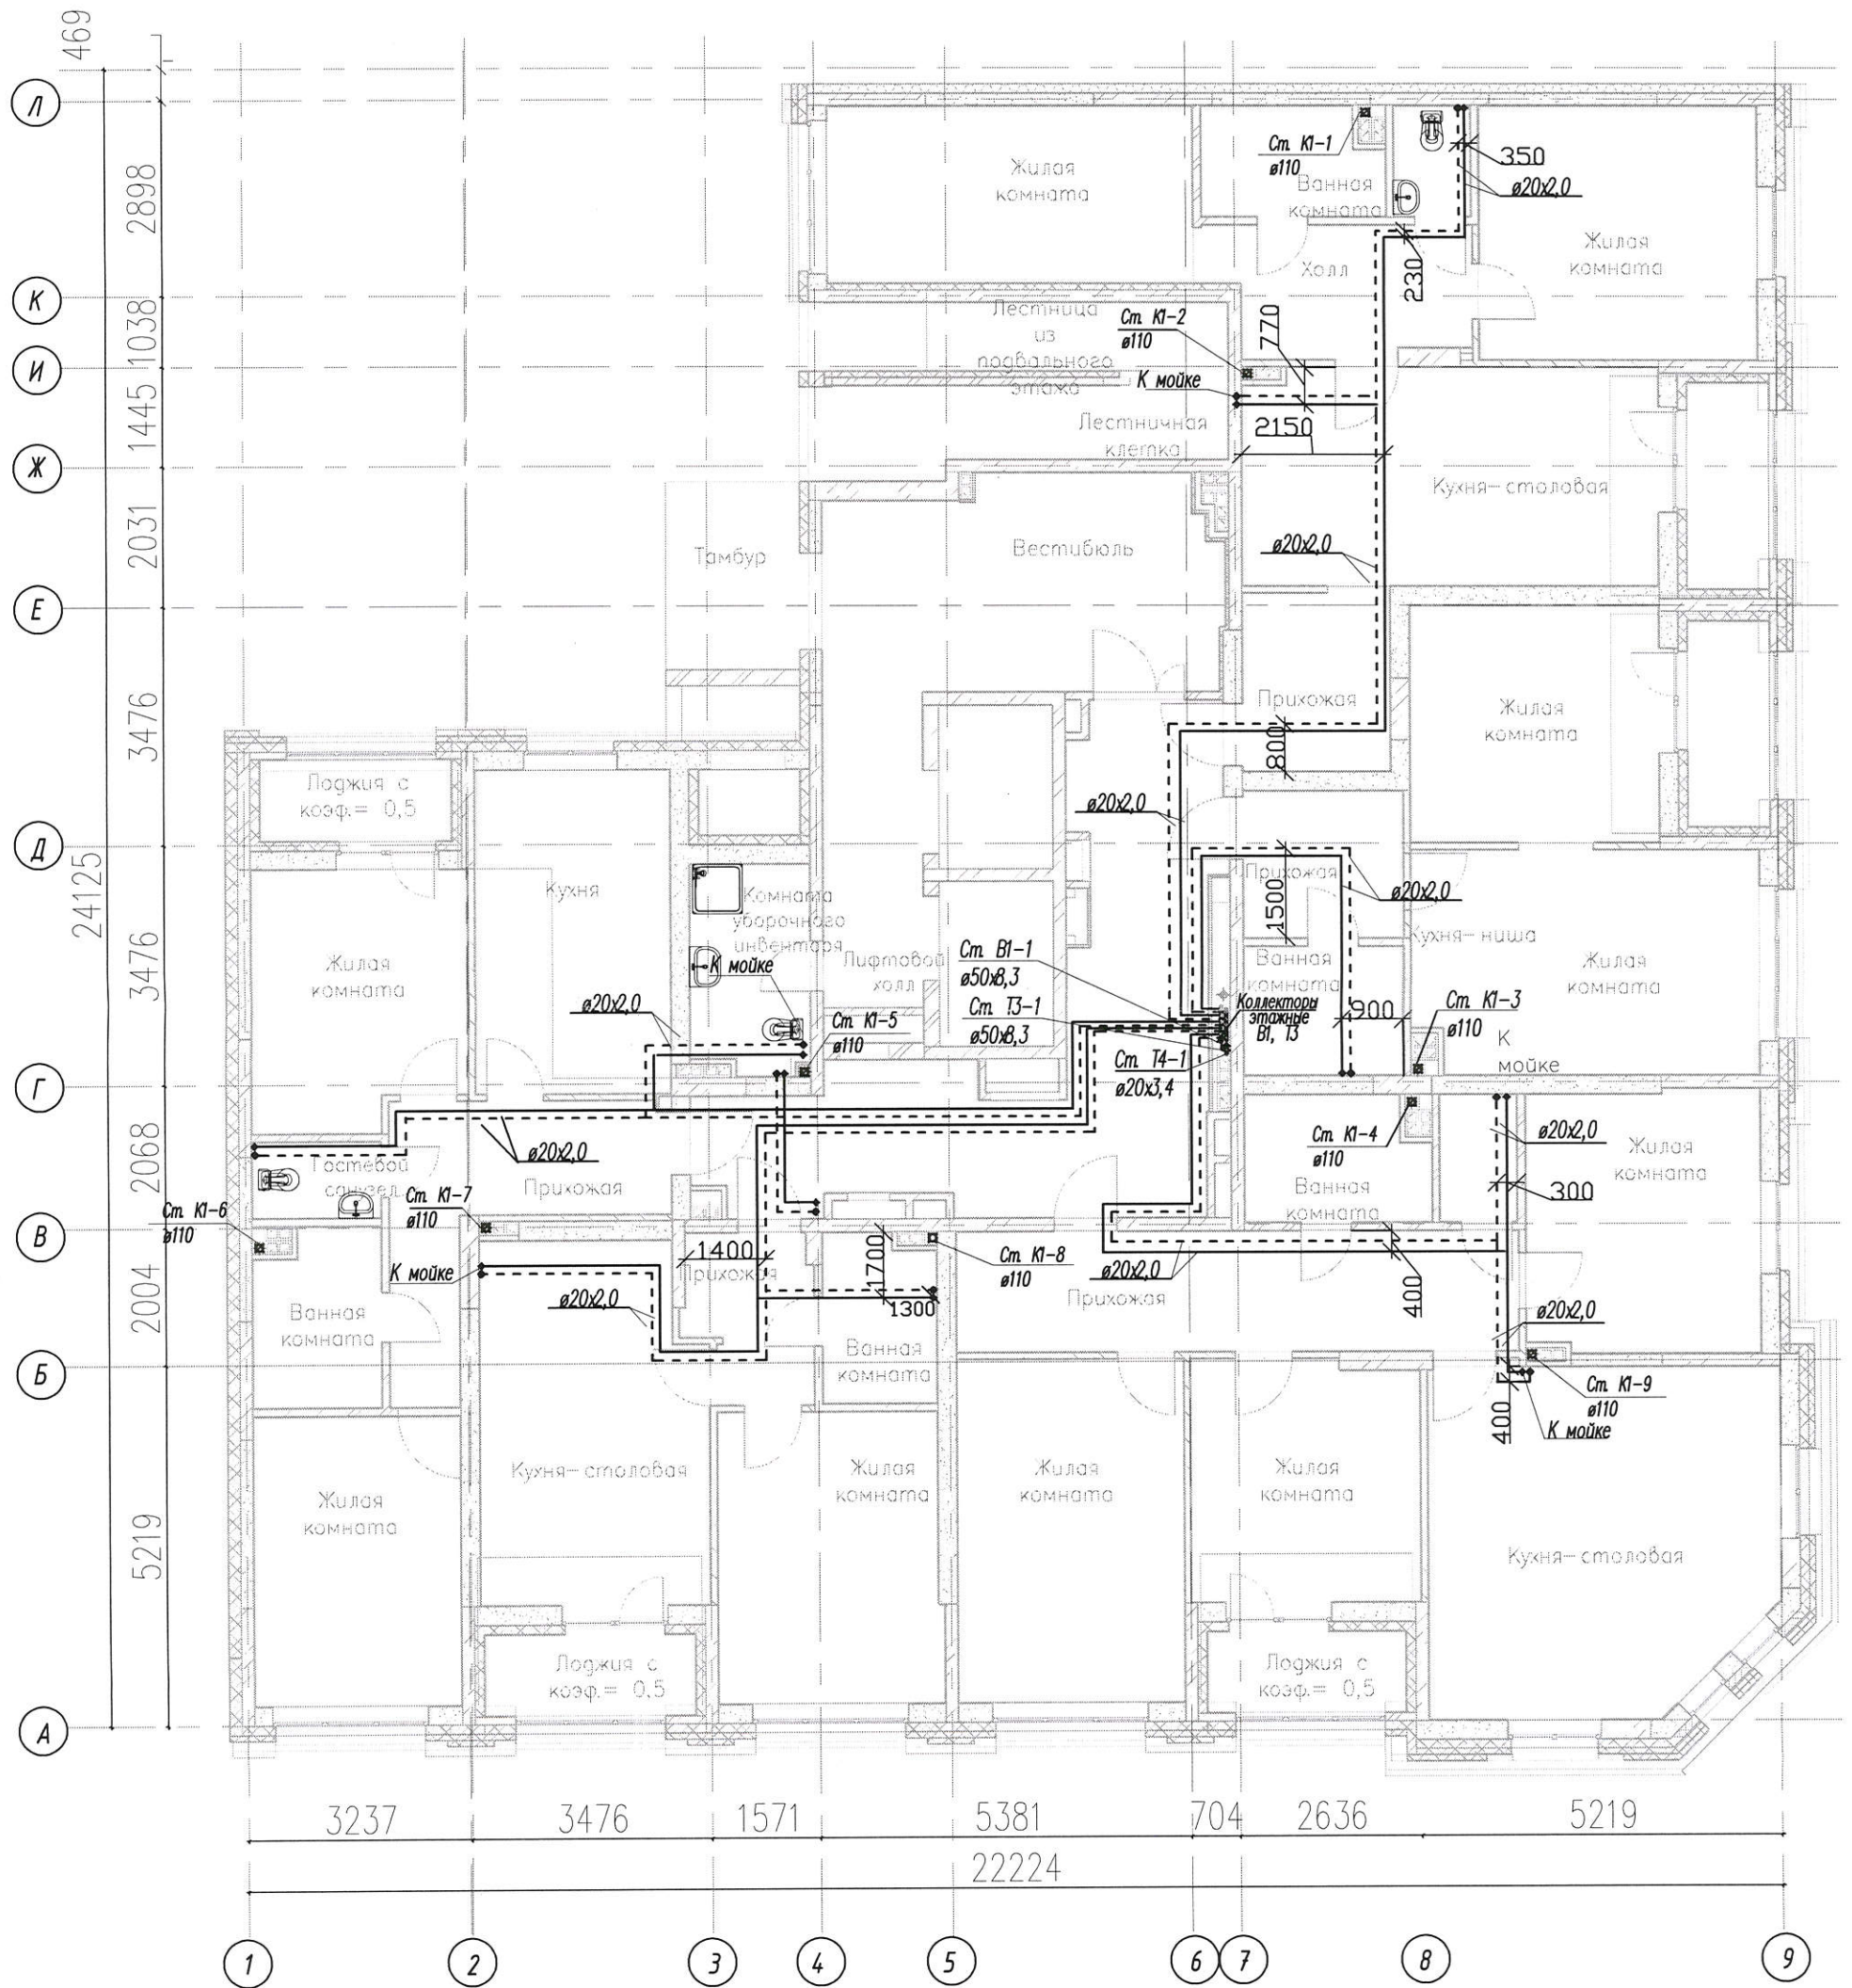 469
Л
Ст. К1-1
ø110
350
ø20х2,0
Жилая
комната
Ванная
комната
2898
Жилая
комната
Холл
230
К
Лестница
из
подвального
этажа
Ст. К1-2
ø110
770
1038
И
К мойке
Лестничная
клетка
2150
1445
Ж
Кухня-столовая
2031
Тамбур
Вестибюль
ø20х2,0
Е
3476
Прихожая
Жилая
комната
800
Лоджия с
коэф.= 0,5
ø20х2,0
Д
24125
Кухня
Комната
уборочного
инвентаря
Прихожая
1500
ø20х2,0
3476
Жилая
комната
К мойке
Лифтовой
холл
Ст. В1-1
ø50х8,3
Ванная
комната
Кухня-ниша
Жилая
комната
ø20х2,0
Ст. К1-5
ø110
Ст. Т3-1
ø50х8,3
Коллекторы
этажные
В1, Т3
900
Ст. К1-3
ø110
К
мойке
Ст. Т4-1
ø20х3,4
Г
2068
ø20х2,0
Гостевой
санузел
Прихожая
Ст. К1-4
ø110
ø20х2,0
Жилая
комната
Ванная
комната
300
Ст. К1-6
ø110
Ст. К1-7
ø110
В
2004
К мойке
1400
Прихожая
1700
Ст. К1-8
ø110
ø20х2,0
Прихожая
400
ø20х2,0
1300
ø20х2,0
Ванная
комната
Ванная
комната
Б
Ст. К1-9
ø110
400
К мойке
5219
Жилая
комната
Кухня-столовая
Жилая
комната
Жилая
комната
Жилая
комната
Кухня-столовая
Лоджия с
коэф.= 0,5
Лоджия с
коэф.= 0,5
А
3237
3476
1571
5381
704
2636
5219
22224
1
2
3
4
5
6
7
8
9